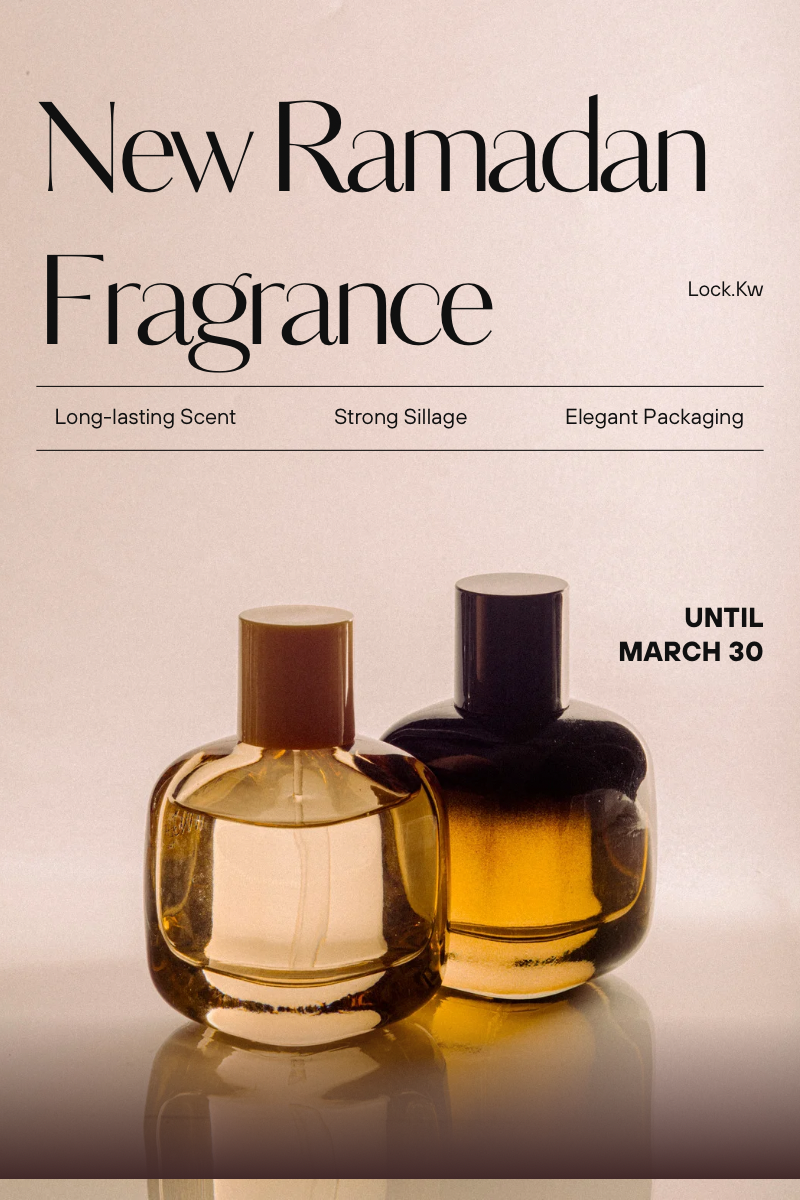 New Ramadan
Fragrance
Lock.Kw
Long-lasting Scent
Strong Sillage
Elegant Packaging
UNTIL
MARCH 30